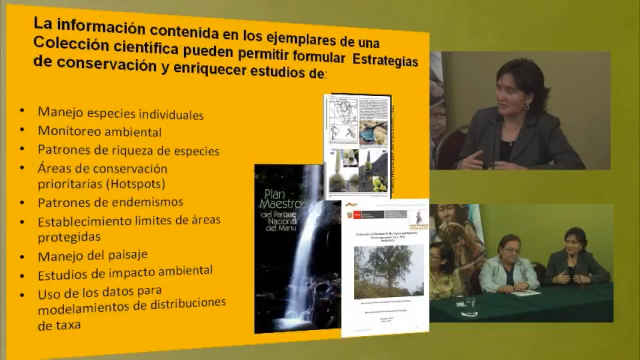 La información contenida en los ejemplares de una
Colección científica pueden permitir formular Estrategias
de conservación y enriquecer estudios de:
• Manejo especies individuales
• Monitoreo ambiental
• Patrones de riqueza de especies
• Áreas de conservación
prioritarias (Hotspots)
• Patrones de endemismos
• Establecimiento limites de áreas
protegidas
• Manejo del paisaje
• Estudios de impacto ambiental
• Uso de los datos para
modelamientos de distribuciones
de taxa
Plan
Maestro
del Parque
Nacional
del Manu